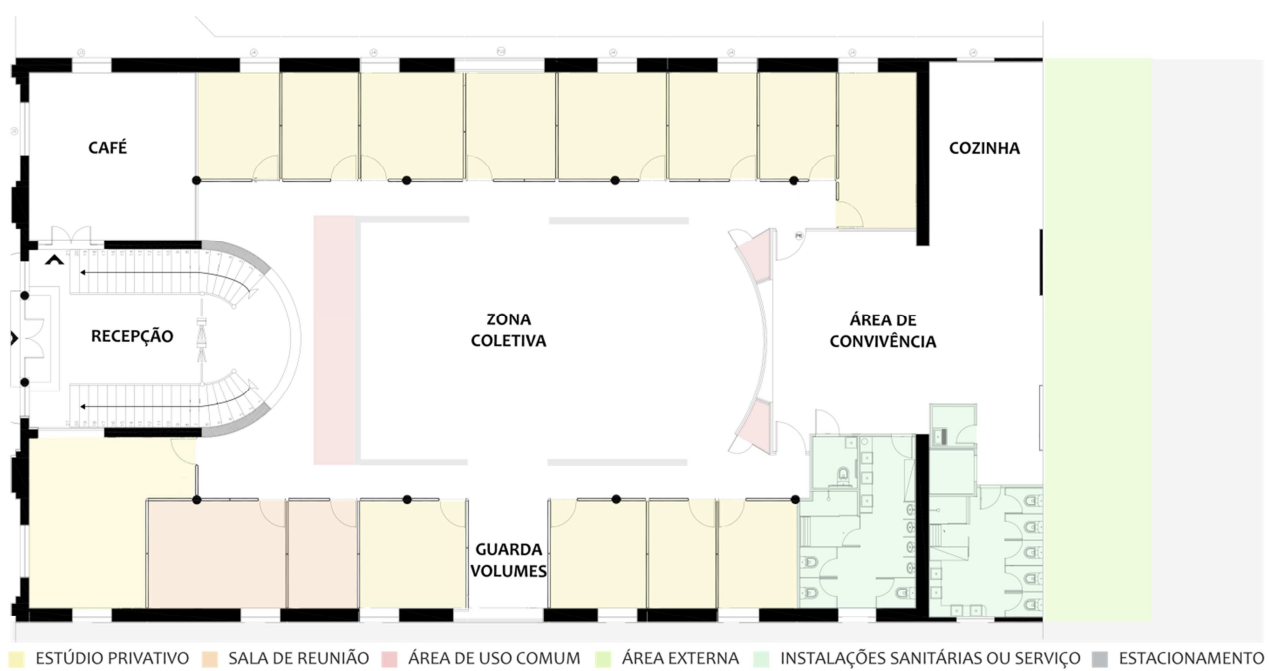 CAFÉ
COZINHA
RECEPÇÃO
ZONA
COLETIVA
ÁREA DE
CONVIVÊNCIA
GUARDA
VOLUMES
ESTÚDIO PRIVATIVO
SALA DE REUNIÃO
ÁREA DE USO COMUM
ÁREA EXTERNA
INSTALAÇÕES SANITÁRIAS OU SERVIÇO
ESTACIONAMENTO